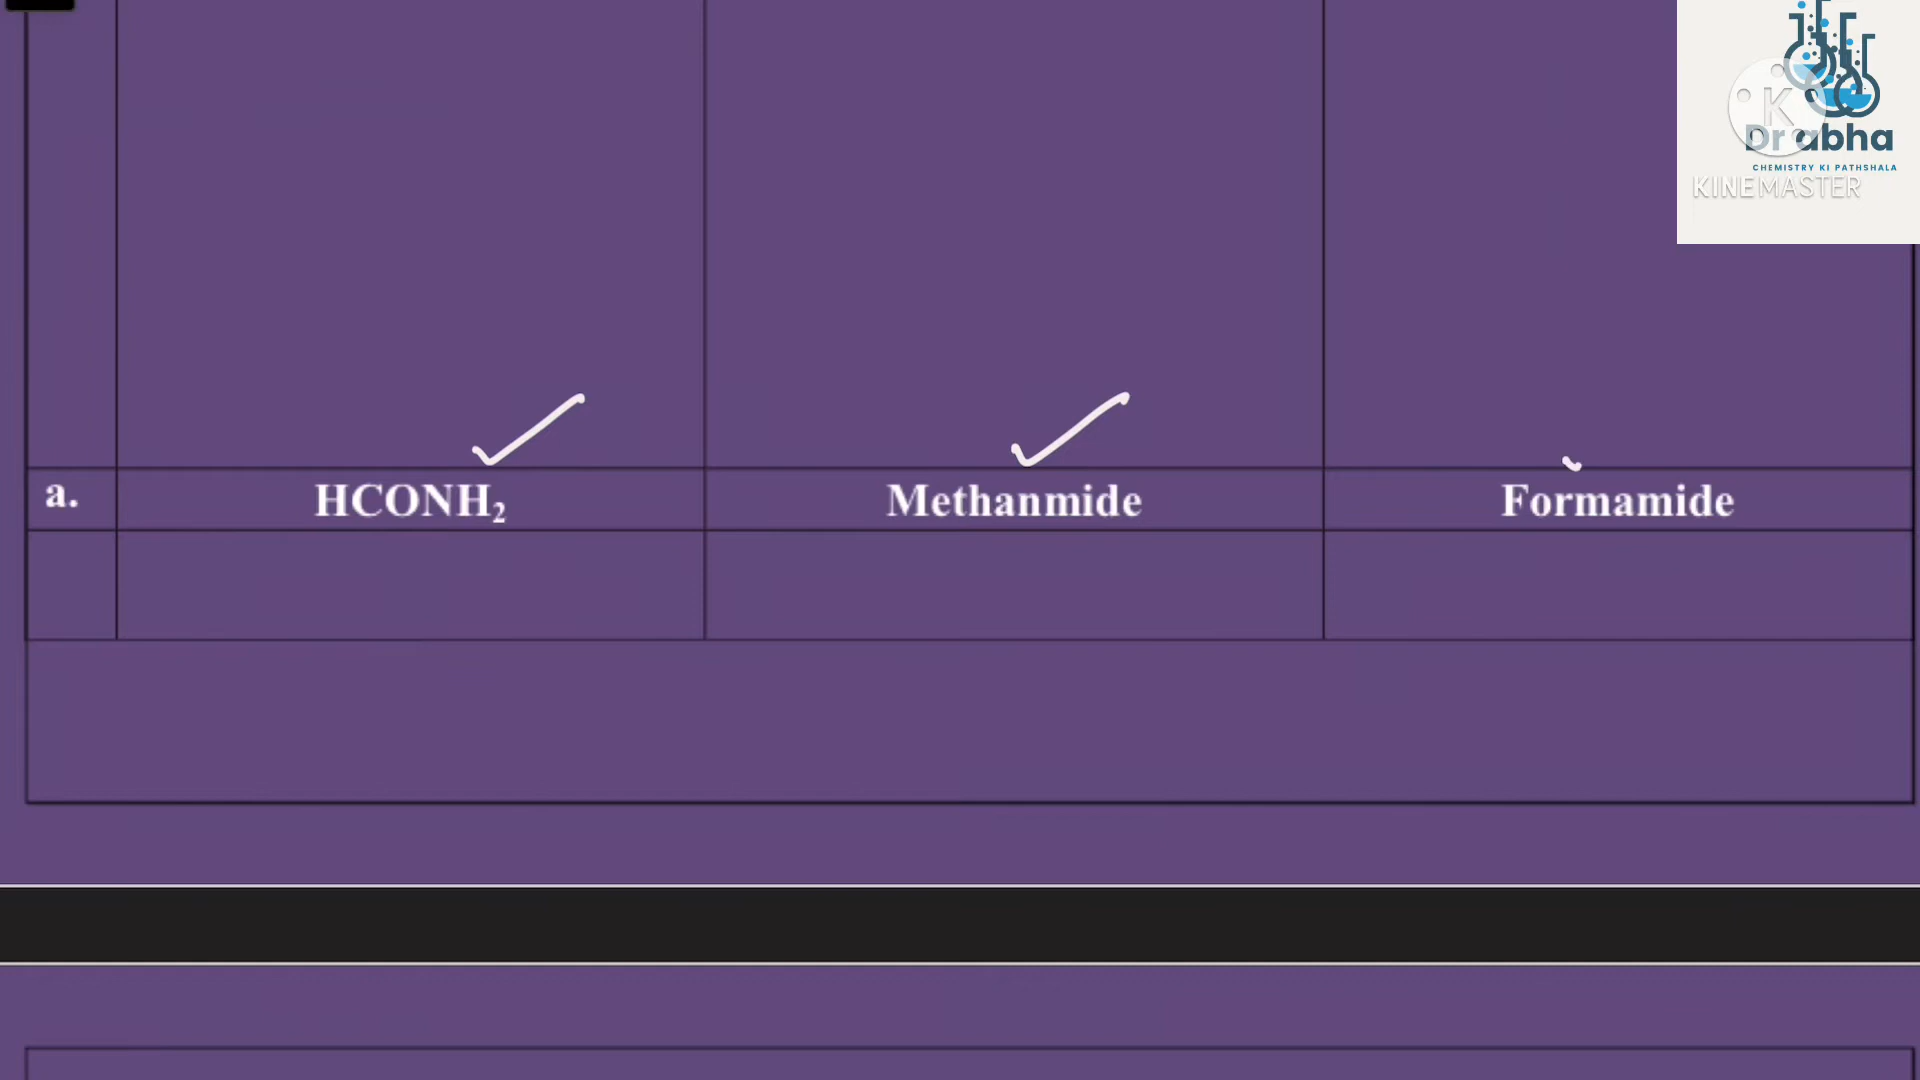 Dr abha
CHEMISTRY KI PATHSHALA
K
KINEMASTER
a. HCONH₂ Methanmide Formamide